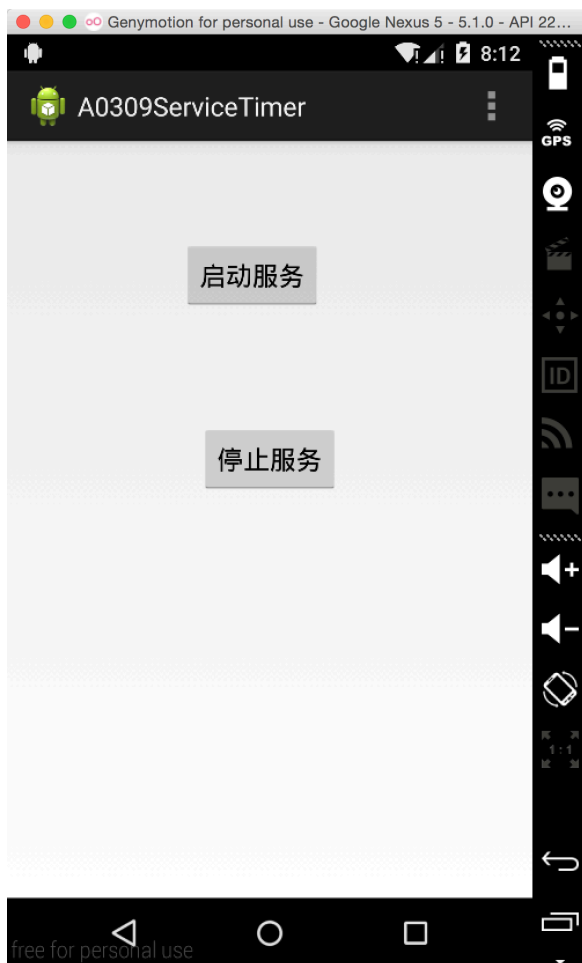 Genymotion for personal use - Google Nexus 5 - 5.1.0 - API 22...
8:12
A0309ServiceTimer
GPS
启动服务
ID
停止服务
1:1
free for personal use